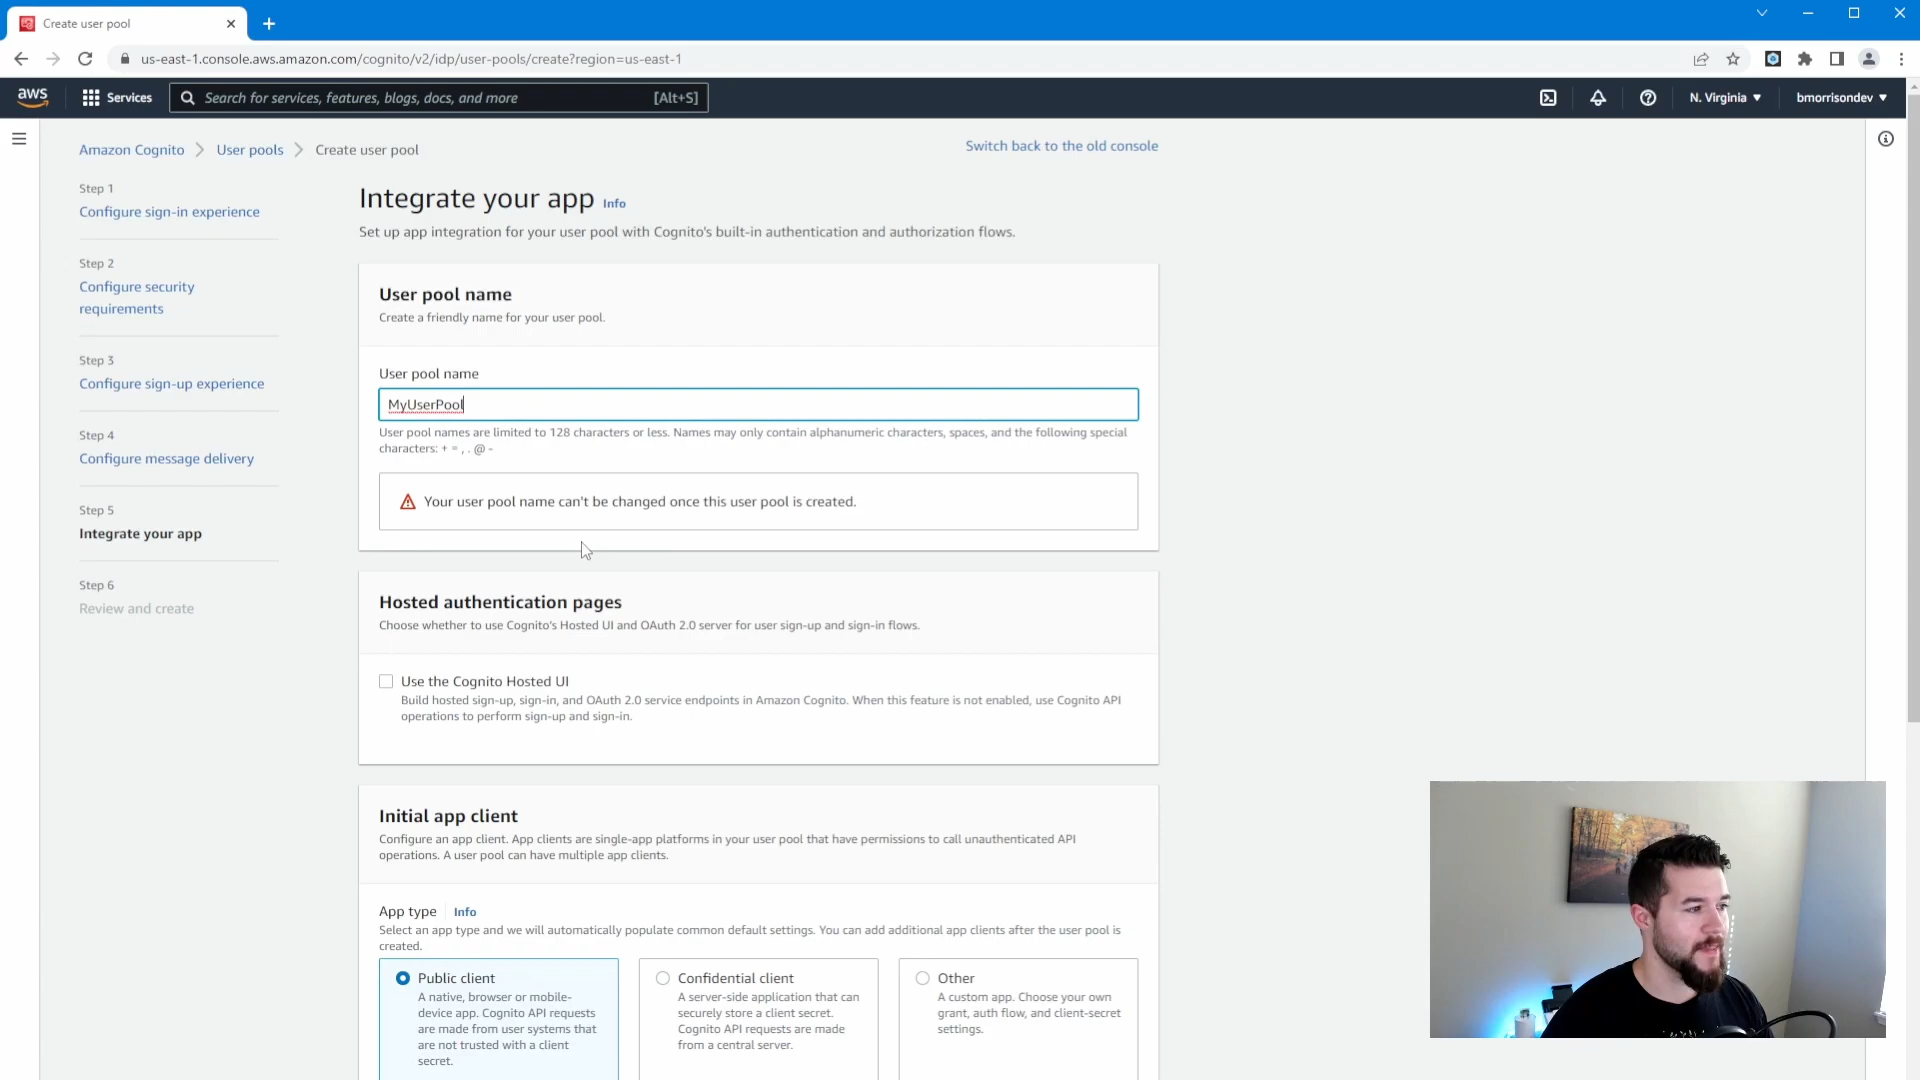 Create user pool
us-east-1.console.aws.amazon.com/cognito/v2/idp/user-pools/create?region=us-east-1
aws
Services
Search for services, features, blogs, docs, and more
[Alt+S]
N. Virginia
bmorrisondev
Amazon Cognito
User pools
Create user pool
Switch back to the old console
Step 1
Configure sign-in experience
Step 2
Configure security
requirements
Step 3
Configure sign-up experience
Step 4
Configure message delivery
Step 5
Integrate your app
Step 6
Review and create
Integrate your app Info
Set up app integration for your user pool with Cognito's built-in authentication and authorization flows.
User pool name
Create a friendly name for your user pool.
User pool name
MyUserPool
User pool names are limited to 128 characters or less. Names may only contain alphanumeric characters, spaces, and the following special
characters: + = , . @ -
Your user pool name can't be changed once this user pool is created.
Hosted authentication pages
Choose whether to use Cognito's Hosted UI and OAuth 2.0 server for user sign-up and sign-in flows.
Use the Cognito Hosted UI
Build hosted sign-up, sign-in, and OAuth 2.0 service endpoints in Amazon Cognito. When this feature is not enabled, use Cognito API
operations to perform sign-up and sign-in.
Initial app client
Configure an app client. App clients are single-app platforms in your user pool that have permissions to call unauthenticated API
operations. A user pool can have multiple app clients.
App type Info
Select an app type and we will automatically populate common default settings. You can add additional app clients after the user pool is
created.
Public client
A native, browser or mobile-
device app. Cognito API requests
are made from user systems that
are not trusted with a client
secret.
Confidential client
A server-side application that can
securely store a client secret.
Cognito API requests are made
from a central server.
Other
A custom app. Choose your own
grant, auth flow, and client-secret
settings.